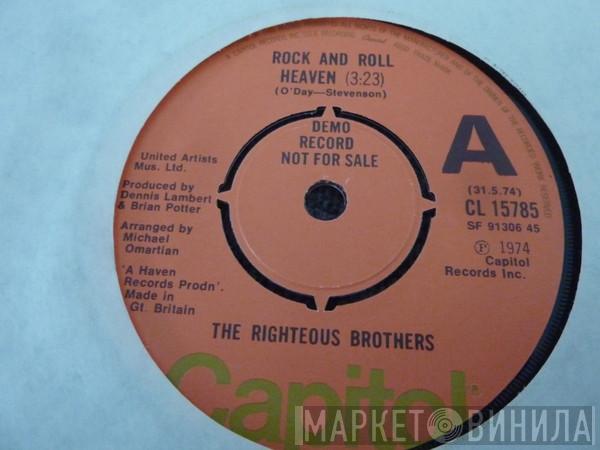 ROCK AND ROLL
HEAVEN (3:23)
(O'Day—Stevenson)
DEMO
RECORD
NOT FOR SALE
A
United Artists
Mus. Ltd.
Produced by
Dennis Lambert
& Brian Potter
Arranged by
Michael
Omartian
'A Haven
Records Prodn'.
Made in
Gt. Britain
(31.5.74)
CL 15785
SF 91306 45
Ⓟ 1974
Capitol
Records Inc.
THE RIGHTEOUS BROTHERS
Capitol®
МАРКЕТ ВИНИЛА